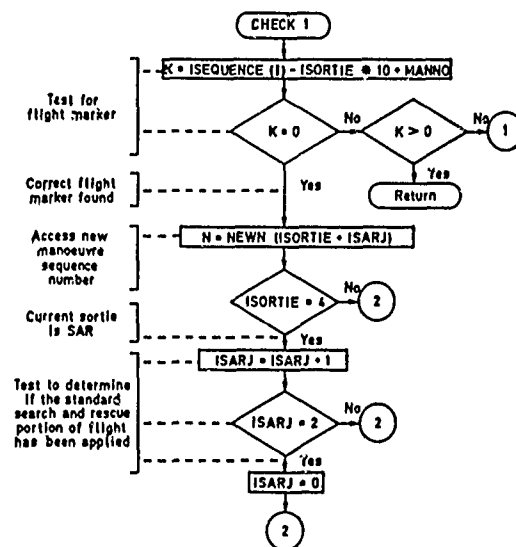 CHECK 1
K = ISEQUENCE (I) - ISORTIE * 10 + MANNO
Test for
flight marker
K = 0
No
K > 0
No
1
Yes
Yes
Return
Correct flight
marker found
Access new
manoeuvre
sequence
number
N = NEWN (ISORTIE + ISARJ)
ISORTIE = 4
No
2
Current sortie
is SAR
Yes
ISARJ = ISARJ + 1
Test to determine
if the standard
search and rescue
portion of flight
has been applied
ISARJ = 2
No
2
Yes
ISARJ = 0
2